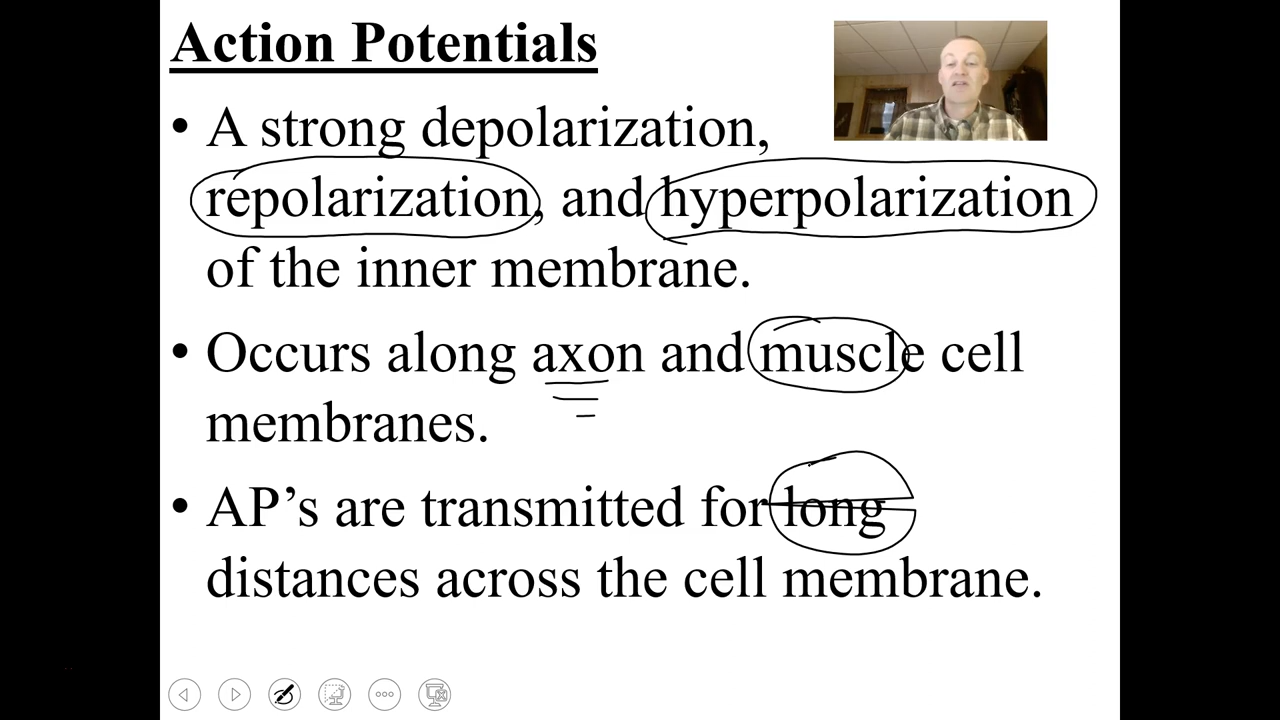 Action Potentials
• A strong depolarization,
repolarization, and hyperpolarization
of the inner membrane.
• Occurs along axon and muscle cell
membranes.
• AP’s are transmitted for long
distances across the cell membrane.